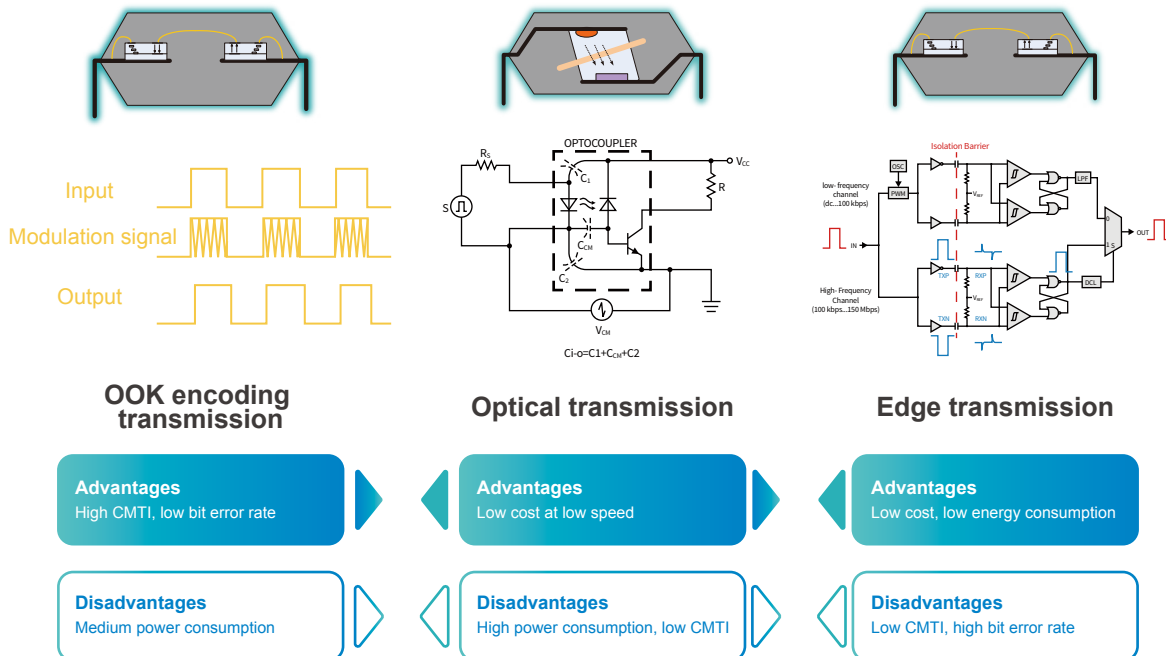 Input
Modulation signal
Output
OPTOCOUPLER
RS
C1
VCC
R
S
CCM
C2
VCM
Ci-o=C1+CCM+C2
Isolation Barrier
OSC
PWM
low- frequency
channel
(dc...100 kbps)
VREF
LPF
0
IN
OUT
1 S
TXP
RXP
High- Frequency
Channel
(100 kbps...150 Mbps)
VREF
DCL
TXN
RXN
OOK encoding
transmission
Optical transmission
Edge transmission
Advantages
High CMTI, low bit error rate
Advantages
Low cost at low speed
Advantages
Low cost, low energy consumption
Disadvantages
Medium power consumption
Disadvantages
High power consumption, low CMTI
Disadvantages
Low CMTI, high bit error rate